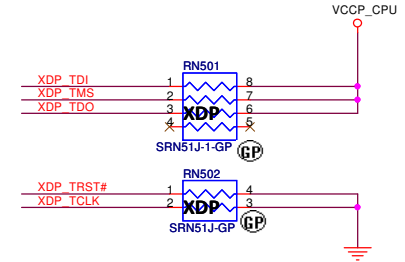 VCCP_CPU
RN501
XDP_TDI 1 8
XDP_TMS 2 7
XDP_TDO 3 XDP 6
4 5
SRN51J-1-GP GP
RN502
XDP_TRST# 1 4
XDP_TCLK 2 XDP 3
SRN51J-GP GP